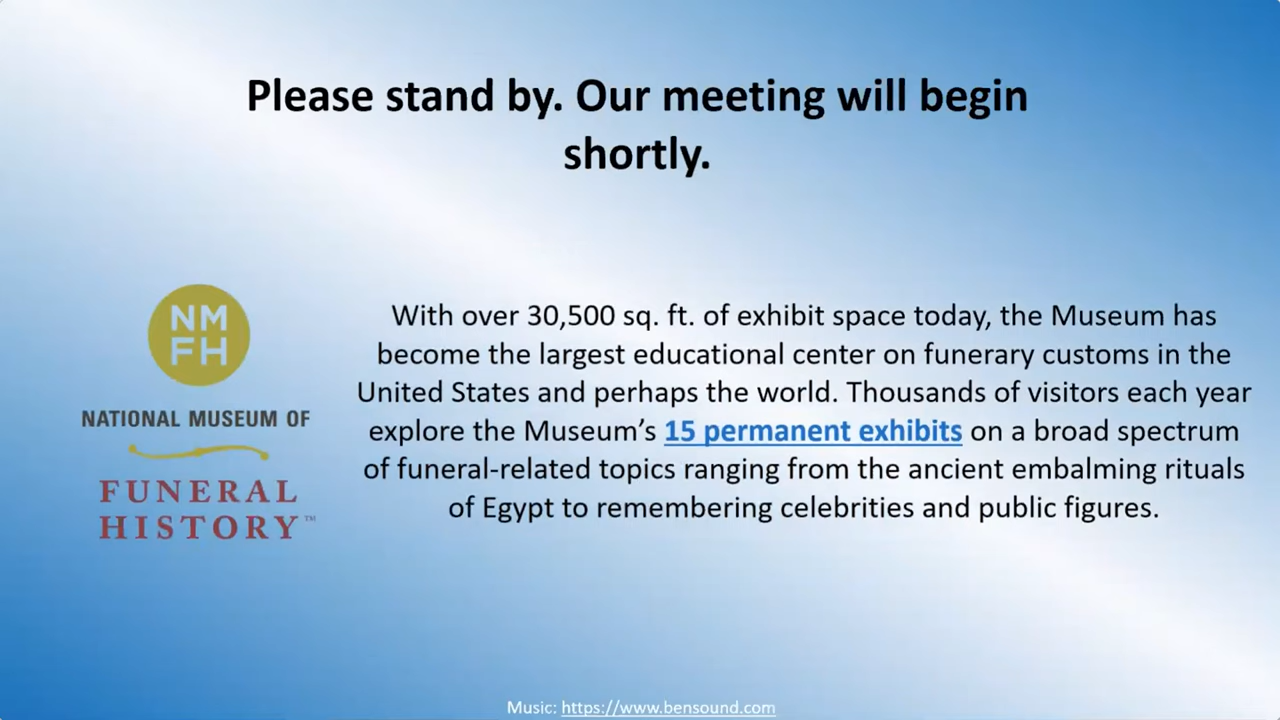 Please stand by. Our meeting will begin
shortly.
NM
FH
NATIONAL MUSEUM OF
FUNERAL
HISTORY™
With over 30,500 sq. ft. of exhibit space today, the Museum has
become the largest educational center on funerary customs in the
United States and perhaps the world. Thousands of visitors each year
explore the Museum’s 15 permanent exhibits on a broad spectrum
of funeral-related topics ranging from the ancient embalming rituals
of Egypt to remembering celebrities and public figures.
Music: https://www.bensound.com